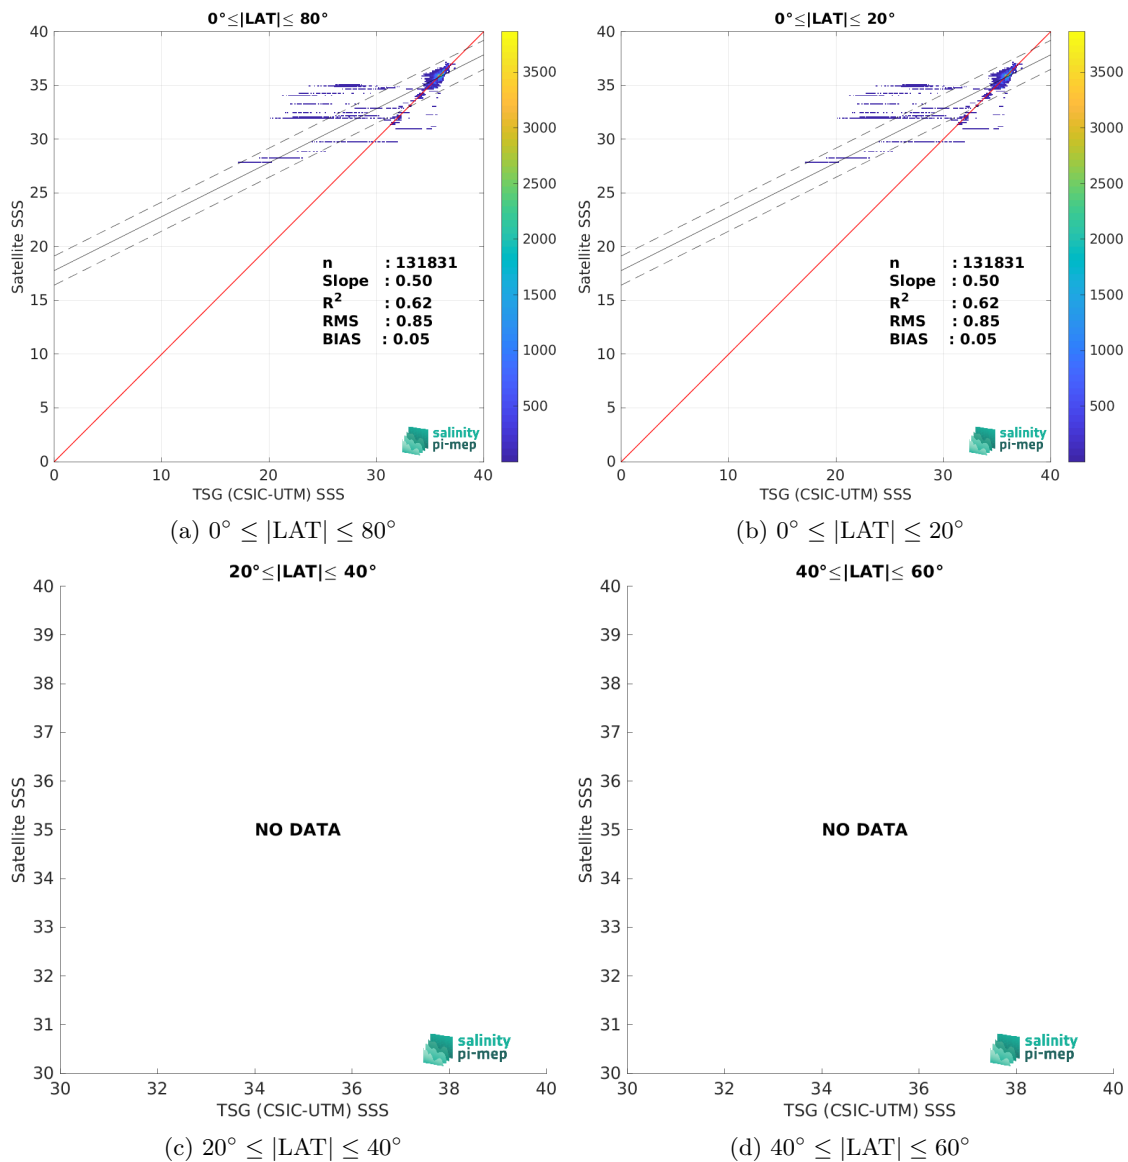 0°≤|LAT|≤ 80°
40
35
30
25
20
15
10
5
0
0
10
20
30
40
Satellite SSS
TSG (CSIC-UTM) SSS
n : 131831
Slope : 0.50
R² : 0.62
RMS : 0.85
BIAS : 0.05
salinity
pi-mep
3500
3000
2500
2000
1500
1000
500
(a) 0° ≤ |LAT| ≤ 80°
0°≤|LAT|≤ 20°
40
35
30
25
20
15
10
5
0
0
10
20
30
40
Satellite SSS
TSG (CSIC-UTM) SSS
n : 131831
Slope : 0.50
R² : 0.62
RMS : 0.85
BIAS : 0.05
salinity
pi-mep
3500
3000
2500
2000
1500
1000
500
(b) 0° ≤ |LAT| ≤ 20°
20°≤|LAT|≤ 40°
40
39
38
37
36
35
34
33
32
31
30
30
32
34
36
38
40
Satellite SSS
TSG (CSIC-UTM) SSS
NO DATA
salinity
pi-mep
(c) 20° ≤ |LAT| ≤ 40°
40°≤|LAT|≤ 60°
40
39
38
37
36
35
34
33
32
31
30
30
32
34
36
38
40
Satellite SSS
TSG (CSIC-UTM) SSS
NO DATA
salinity
pi-mep
(d) 40° ≤ |LAT| ≤ 60°